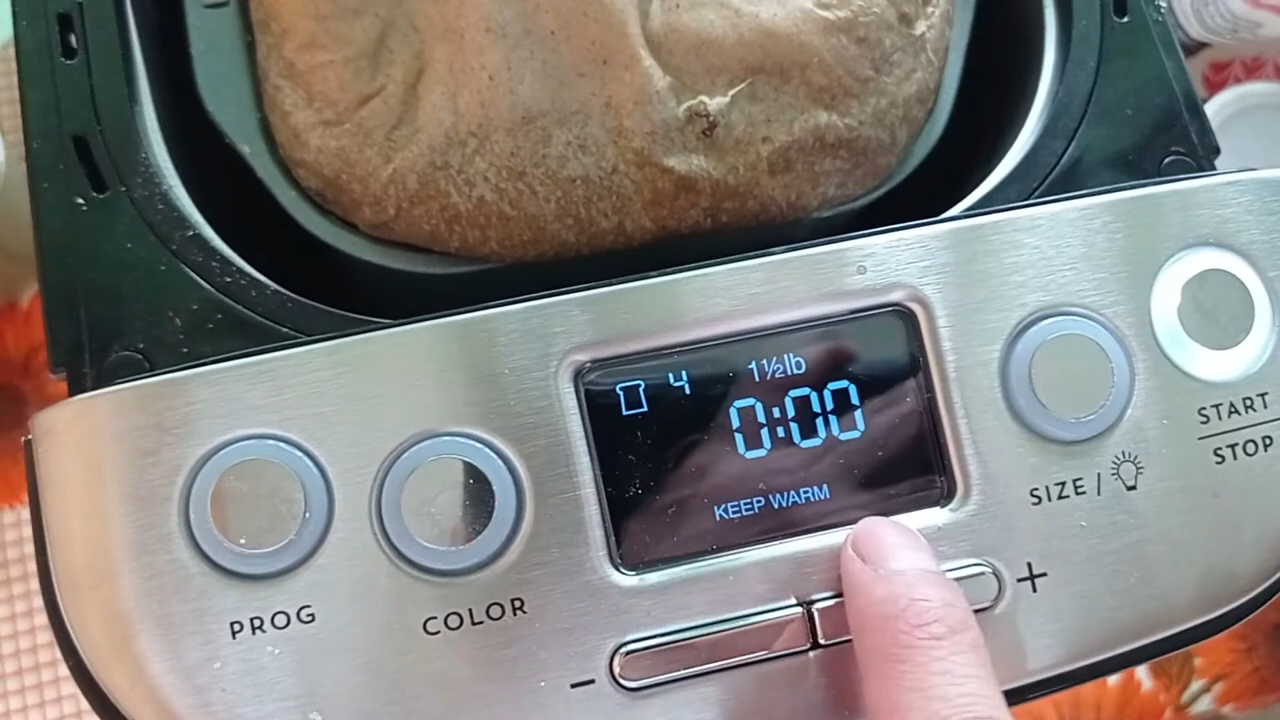 4 1½lb
0:00
KEEP WARM
PROG
COLOR
SIZE /
START
STOP
- +